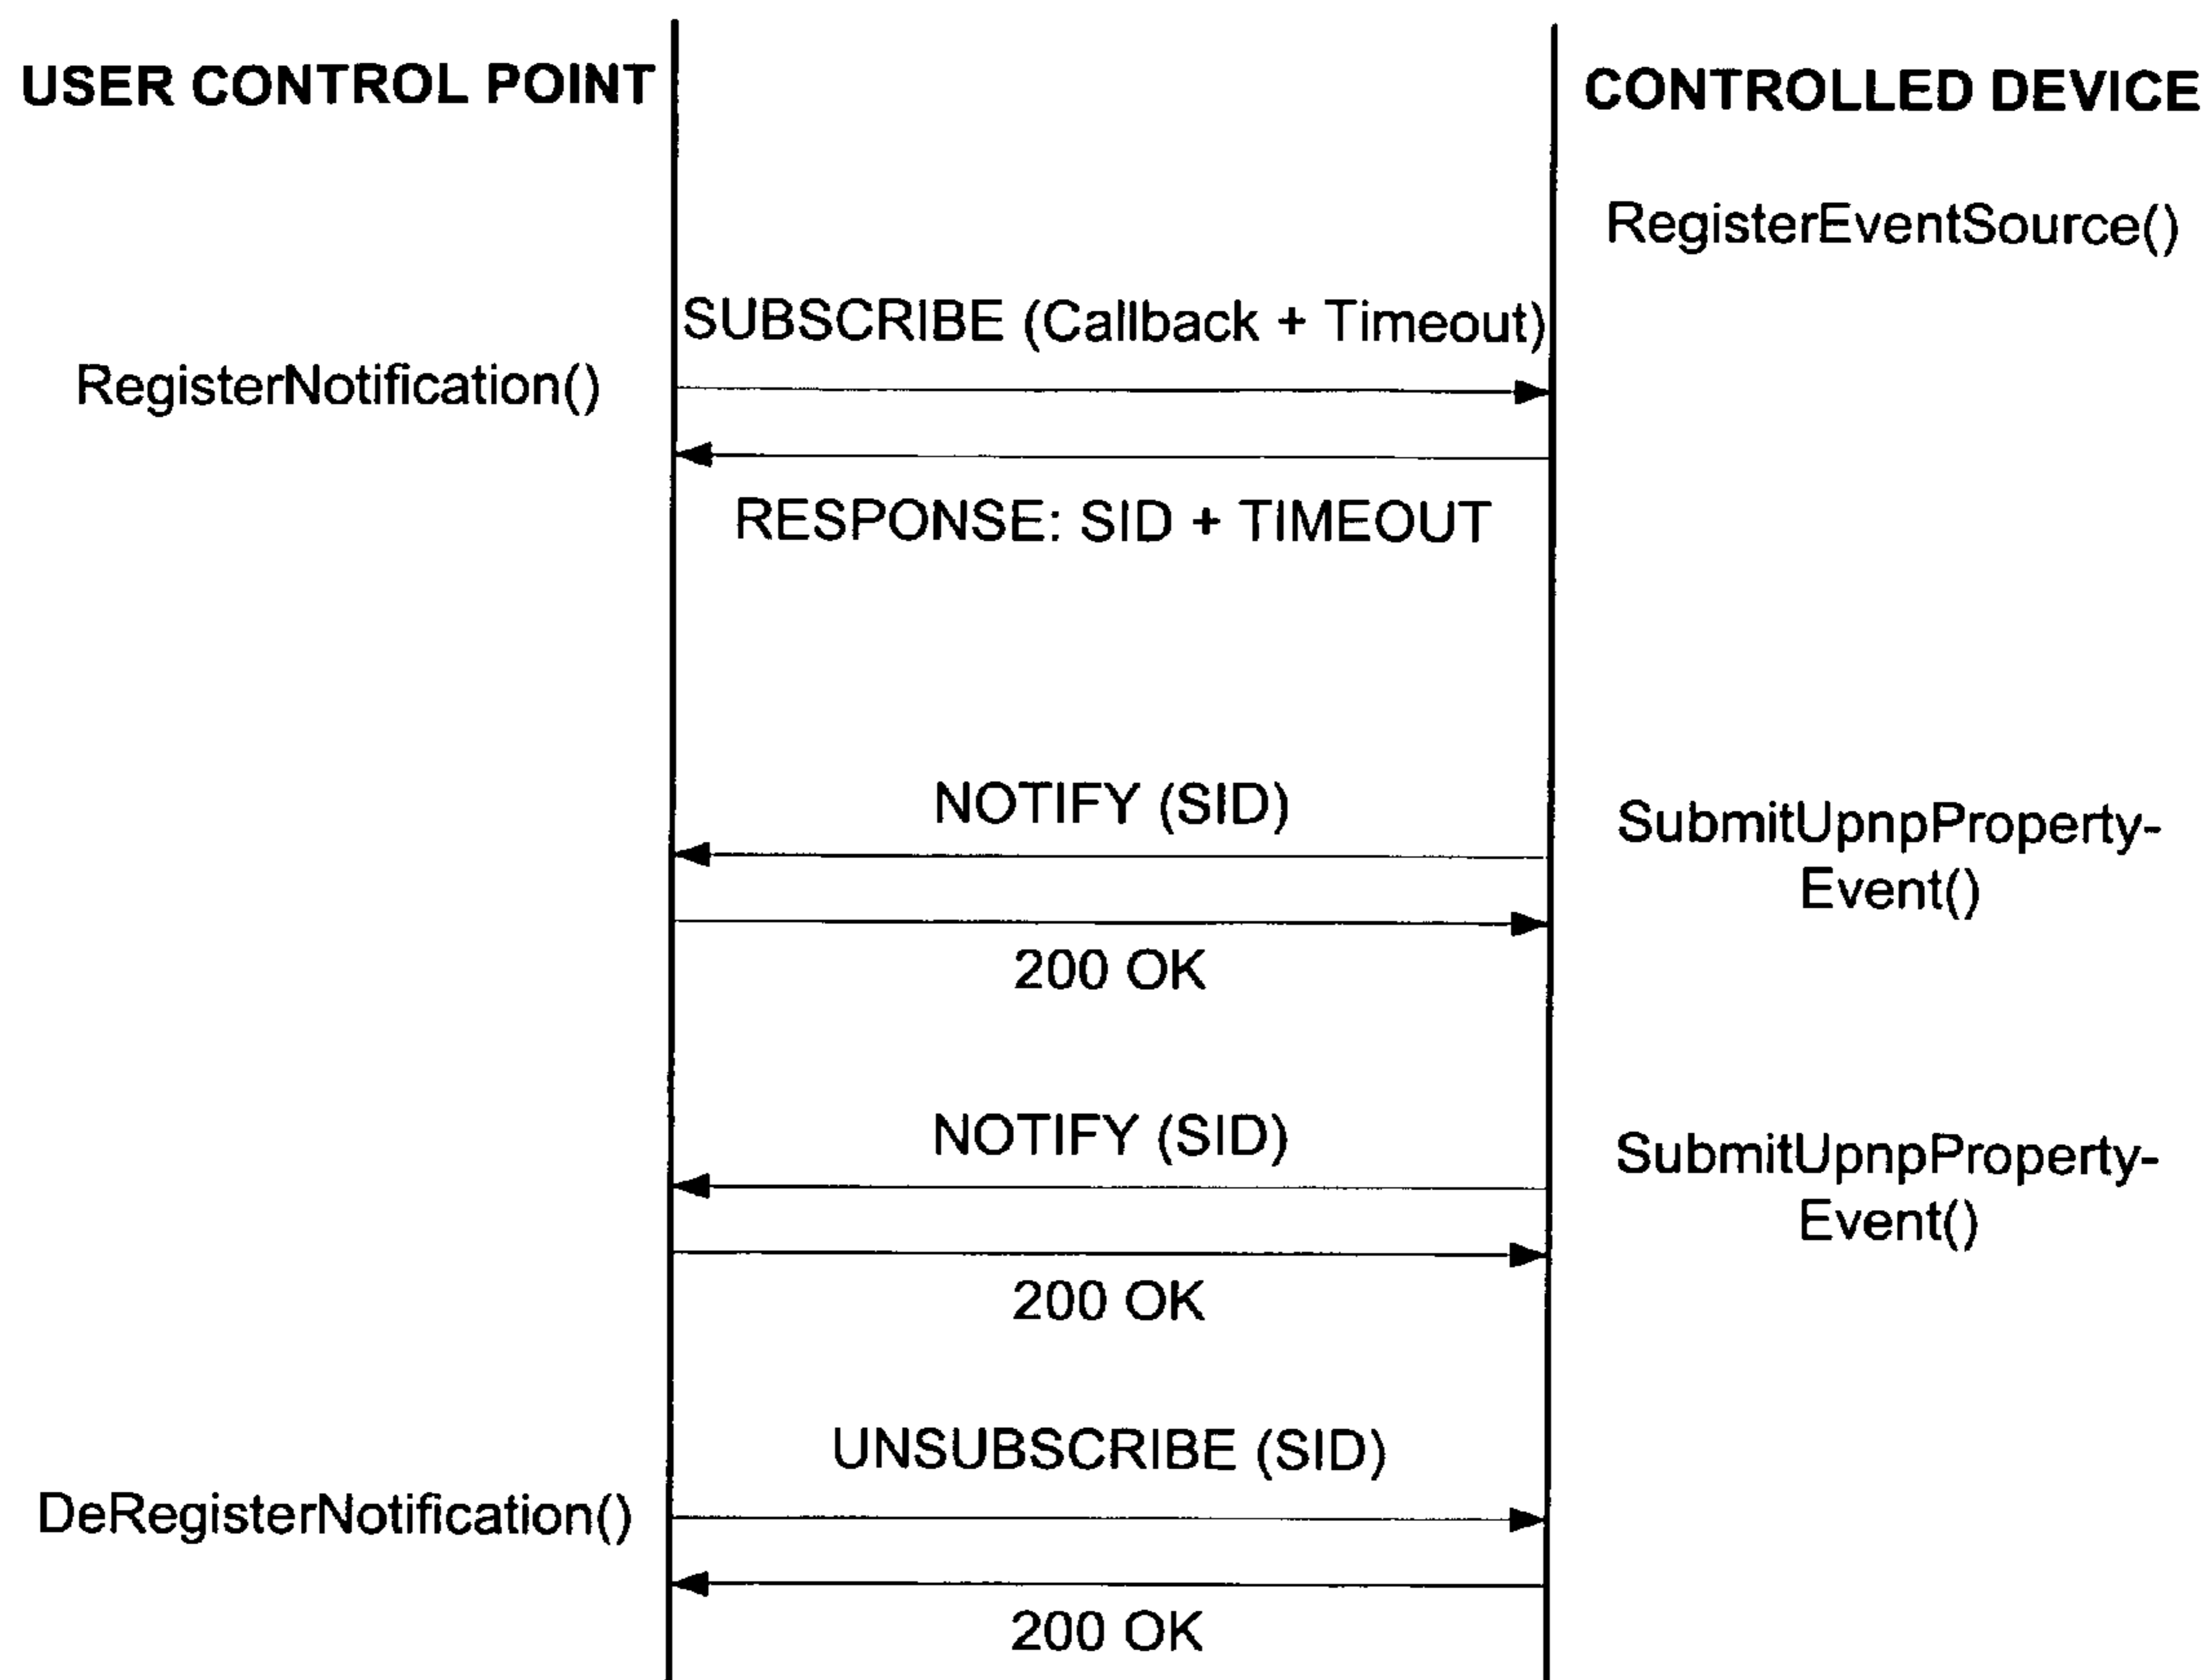 USER CONTROL POINT
CONTROLLED DEVICE
RegisterEventSource()
SUBSCRIBE (Callback + Timeout)
RegisterNotification()
RESPONSE: SID + TIMEOUT
NOTIFY (SID)
SubmitUpnpProperty-
Event()
200 OK
NOTIFY (SID)
SubmitUpnpProperty-
Event()
200 OK
UNSUBSCRIBE (SID)
DeRegisterNotification()
200 OK